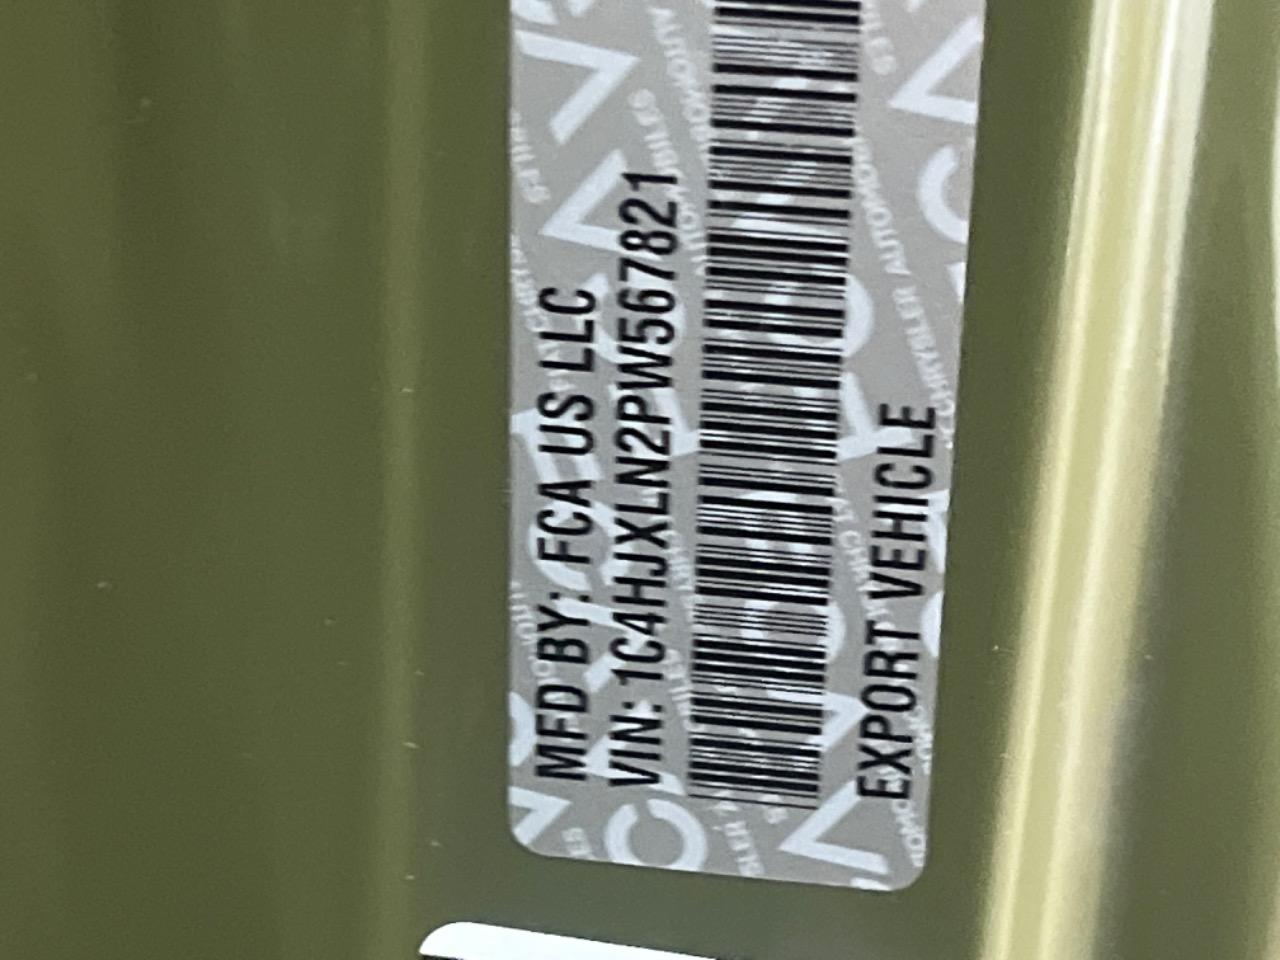 MFD BY: FCA US LLC
VIN: 1C4HJXLN2PW567821
EXPORT VEHICLE